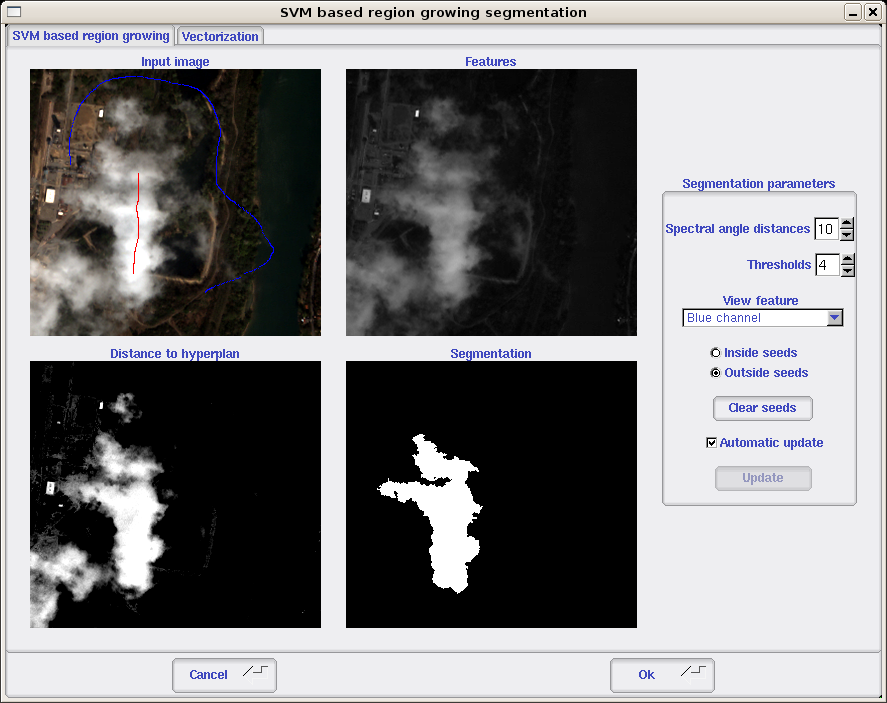 SVM based region growing segmentation
SVM based region growing
Vectorization
Input image
Features
Distance to hyperplan
Segmentation
Segmentation parameters
Spectral angle distances 10
Thresholds 4
View feature
Blue channel
Inside seeds
Outside seeds
Clear seeds
Automatic update
Update
Cancel
Ok